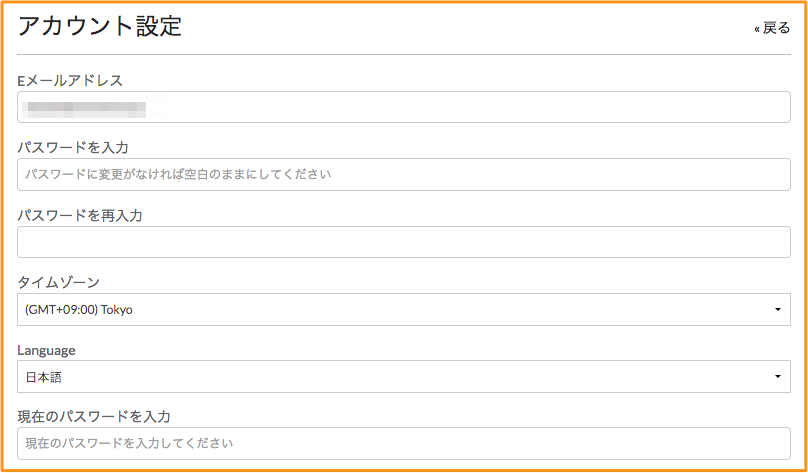 アカウント設定
« 戻る
Eメールアドレス
パスワードを入力
パスワードに変更がなければ空白のままにしてください
パスワードを再入力
タイムゾーン
(GMT+09:00) Tokyo
Language
日本語
現在のパスワードを入力
現在のパスワードを入力してください